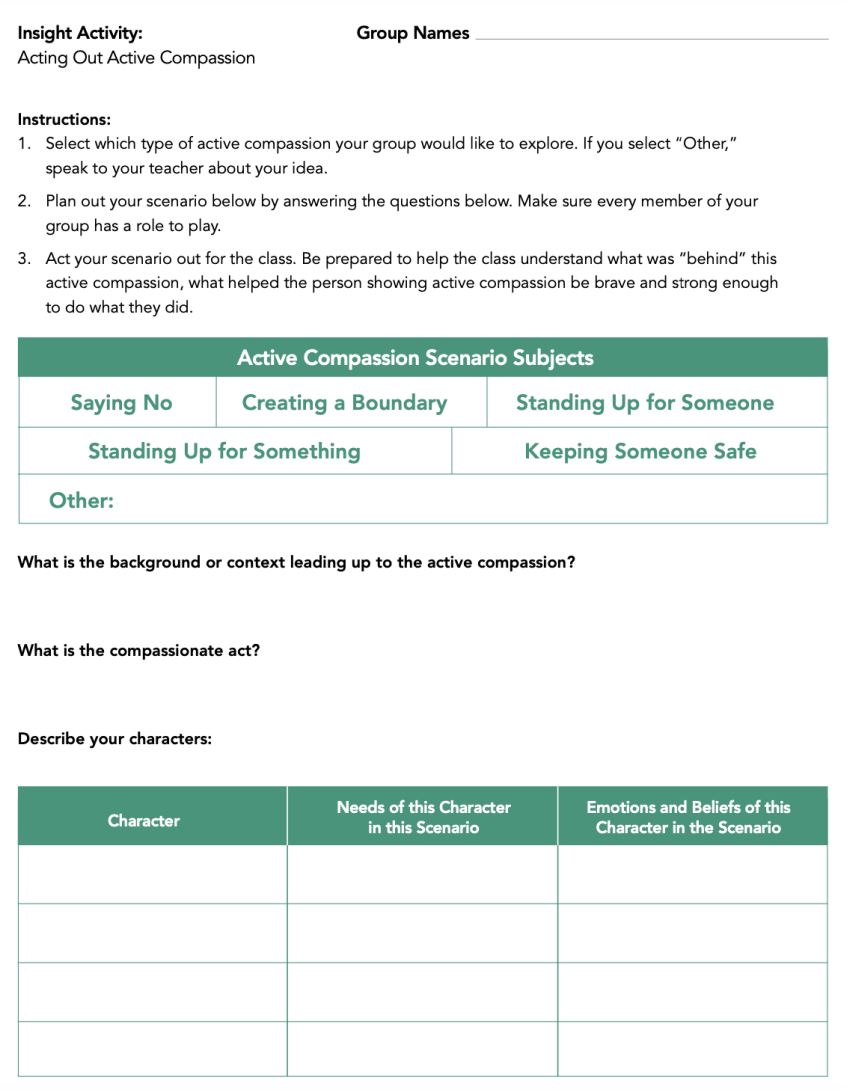 Insight Activity:
Group Names
Acting Out Active Compassion
Instructions:
1. Select which type of active compassion your group would like to explore. If you select “Other,”
speak to your teacher about your idea.
2. Plan out your scenario below by answering the questions below. Make sure every member of your
group has a role to play.
3. Act your scenario out for the class. Be prepared to help the class understand what was “behind” this
active compassion, what helped the person showing active compassion be brave and strong enough
to do what they did.
Active Compassion Scenario Subjects
Saying No
Creating a Boundary
Standing Up for Someone
Standing Up for Something
Keeping Someone Safe
Other:
What is the background or context leading up to the active compassion?
What is the compassionate act?
Describe your characters:
Character
Needs of this Character
in this Scenario
Emotions and Beliefs of this
Character in the Scenario